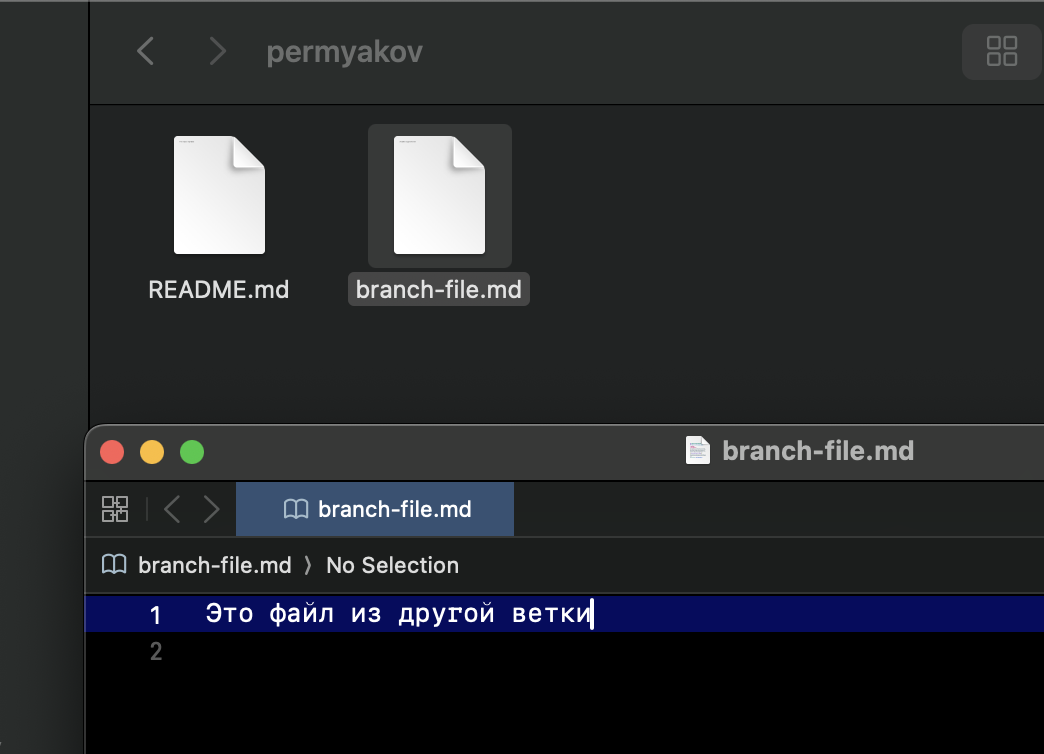 permyakov
README.md
branch-file.md
branch-file.md
branch-file.md
branch-file.md ⟩ No Selection
1 Это файл из другой ветки
2